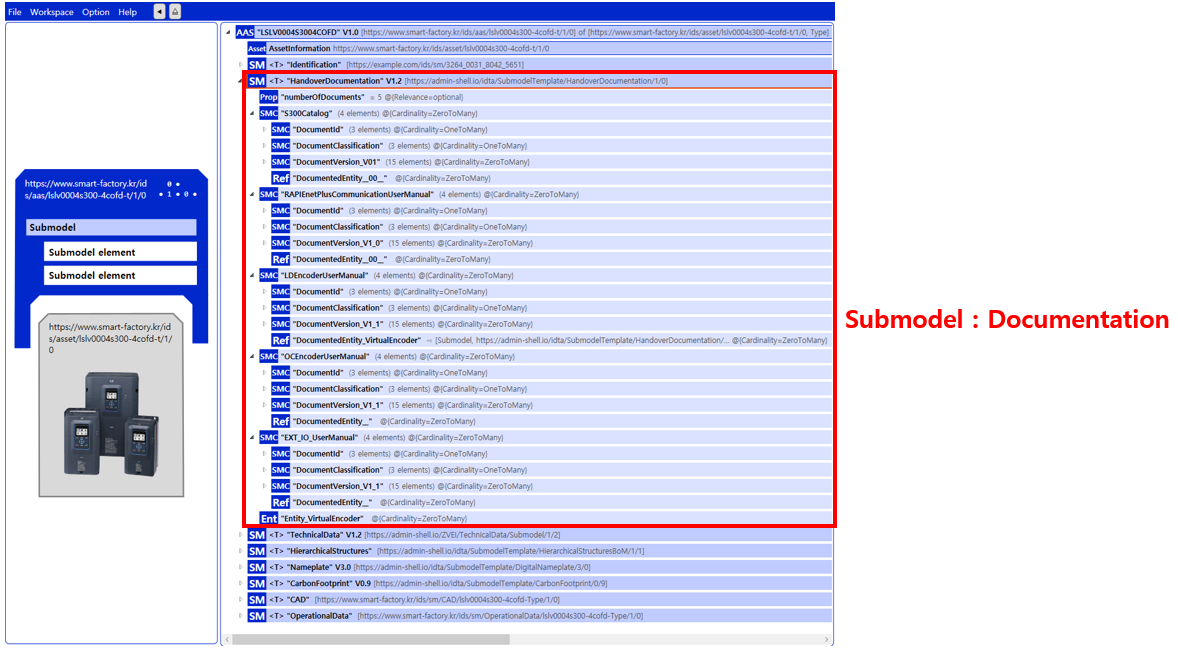 File Workspace Option Help
https://www.smart-factory.kr/id
s/aas/lslv0004s300-4cofd-t/1/0
0
1 0
Submodel
Submodel element
Submodel element
https://www.smart-factory.kr/id
s/asset/lslv0004s300-4cofd-t/1/
0
AAS "LSLV0004S3004COFD" V1.0 [https://www.smart-factory.kr/ids/aas/lslv0004s300-4cofd-t/1/0] of [https://www.smart-factory.kr/ids/asset/lslv0004s300-4cofd-t/1/0, Type]
Asset AssetInformation https://www.smart-factory.kr/ids/asset/lslv0004s300-4cofd-t/1/0
SM <T> "Identification" [https://example.com/ids/sm/3264_0031_8042_5651]
SM <T> "HandoverDocumentation" V1.2 [https://admin-shell.io/idta/SubmodelTemplate/HandoverDocumentation/1/0]
Prop "numberOfDocuments" = 5 @{Relevance=optional}
SMC "S300Catalog" (4 elements) @{Cardinality=ZeroToMany}
SMC "DocumentId" (3 elements) @{Cardinality=OneToMany}
SMC "DocumentClassification" (3 elements) @{Cardinality=OneToMany}
SMC "DocumentVersion_V01" (15 elements) @{Cardinality=ZeroToMany}
Ref "DocumentedEntity__00__" @{Cardinality=ZeroToMany}
SMC "RAPIEnetPlusCommunicationUserManual" (4 elements) @{Cardinality=ZeroToMany}
SMC "DocumentId" (3 elements) @{Cardinality=OneToMany}
SMC "DocumentClassification" (3 elements) @{Cardinality=OneToMany}
SMC "DocumentVersion_V1_0" (15 elements) @{Cardinality=ZeroToMany}
Ref "DocumentedEntity__00__" @{Cardinality=ZeroToMany}
SMC "LDEncoderUserManual" (4 elements) @{Cardinality=ZeroToMany}
SMC "DocumentId" (3 elements) @{Cardinality=OneToMany}
SMC "DocumentClassification" (3 elements) @{Cardinality=OneToMany}
SMC "DocumentVersion_V1_1" (15 elements) @{Cardinality=ZeroToMany}
Ref "DocumentedEntity_VirtualEncoder" ⇒ [Submodel, https://admin-shell.io/idta/SubmodelTemplate/HandoverDocumentation/... @{Cardinality=ZeroToMany}
SMC "OCEncoderUserManual" (4 elements) @{Cardinality=ZeroToMany}
SMC "DocumentId" (3 elements) @{Cardinality=OneToMany}
SMC "DocumentClassification" (3 elements) @{Cardinality=OneToMany}
SMC "DocumentVersion_V1_1" (15 elements) @{Cardinality=ZeroToMany}
Ref "DocumentedEntity__" @{Cardinality=ZeroToMany}
SMC "EXT_IO_UserManual" (4 elements) @{Cardinality=ZeroToMany}
SMC "DocumentId" (3 elements) @{Cardinality=OneToMany}
SMC "DocumentClassification" (3 elements) @{Cardinality=OneToMany}
SMC "DocumentVersion_V1_1" (15 elements) @{Cardinality=ZeroToMany}
Ref "DocumentedEntity__" @{Cardinality=ZeroToMany}
Ent "Entity_VirtualEncoder" @{Cardinality=ZeroToMany}
SM <T> "TechnicalData" V1.2 [https://admin-shell.io/ZVEI/TechnicalData/Submodel/1/2]
SM <T> "HierarchicalStructures" [https://admin-shell.io/idta/SubmodelTemplate/HierarchicalStructuresBoM/1/1]
SM <T> "Nameplate" V3.0 [https://admin-shell.io/idta/SubmodelTemplate/DigitalNameplate/3/0]
SM <T> "CarbonFootprint" V0.9 [https://admin-shell.io/idta/SubmodelTemplate/CarbonFootprint/0/9]
SM <T> "CAD" [https://www.smart-factory.kr/ids/sm/CAD/lslv0004s300-4cofd-Type/1/0]
SM <T> "OperationalData" [https://www.smart-factory.kr/ids/sm/OperationalData/lslv0004s300-4cofd-Type/1/0]
Submodel : Documentation